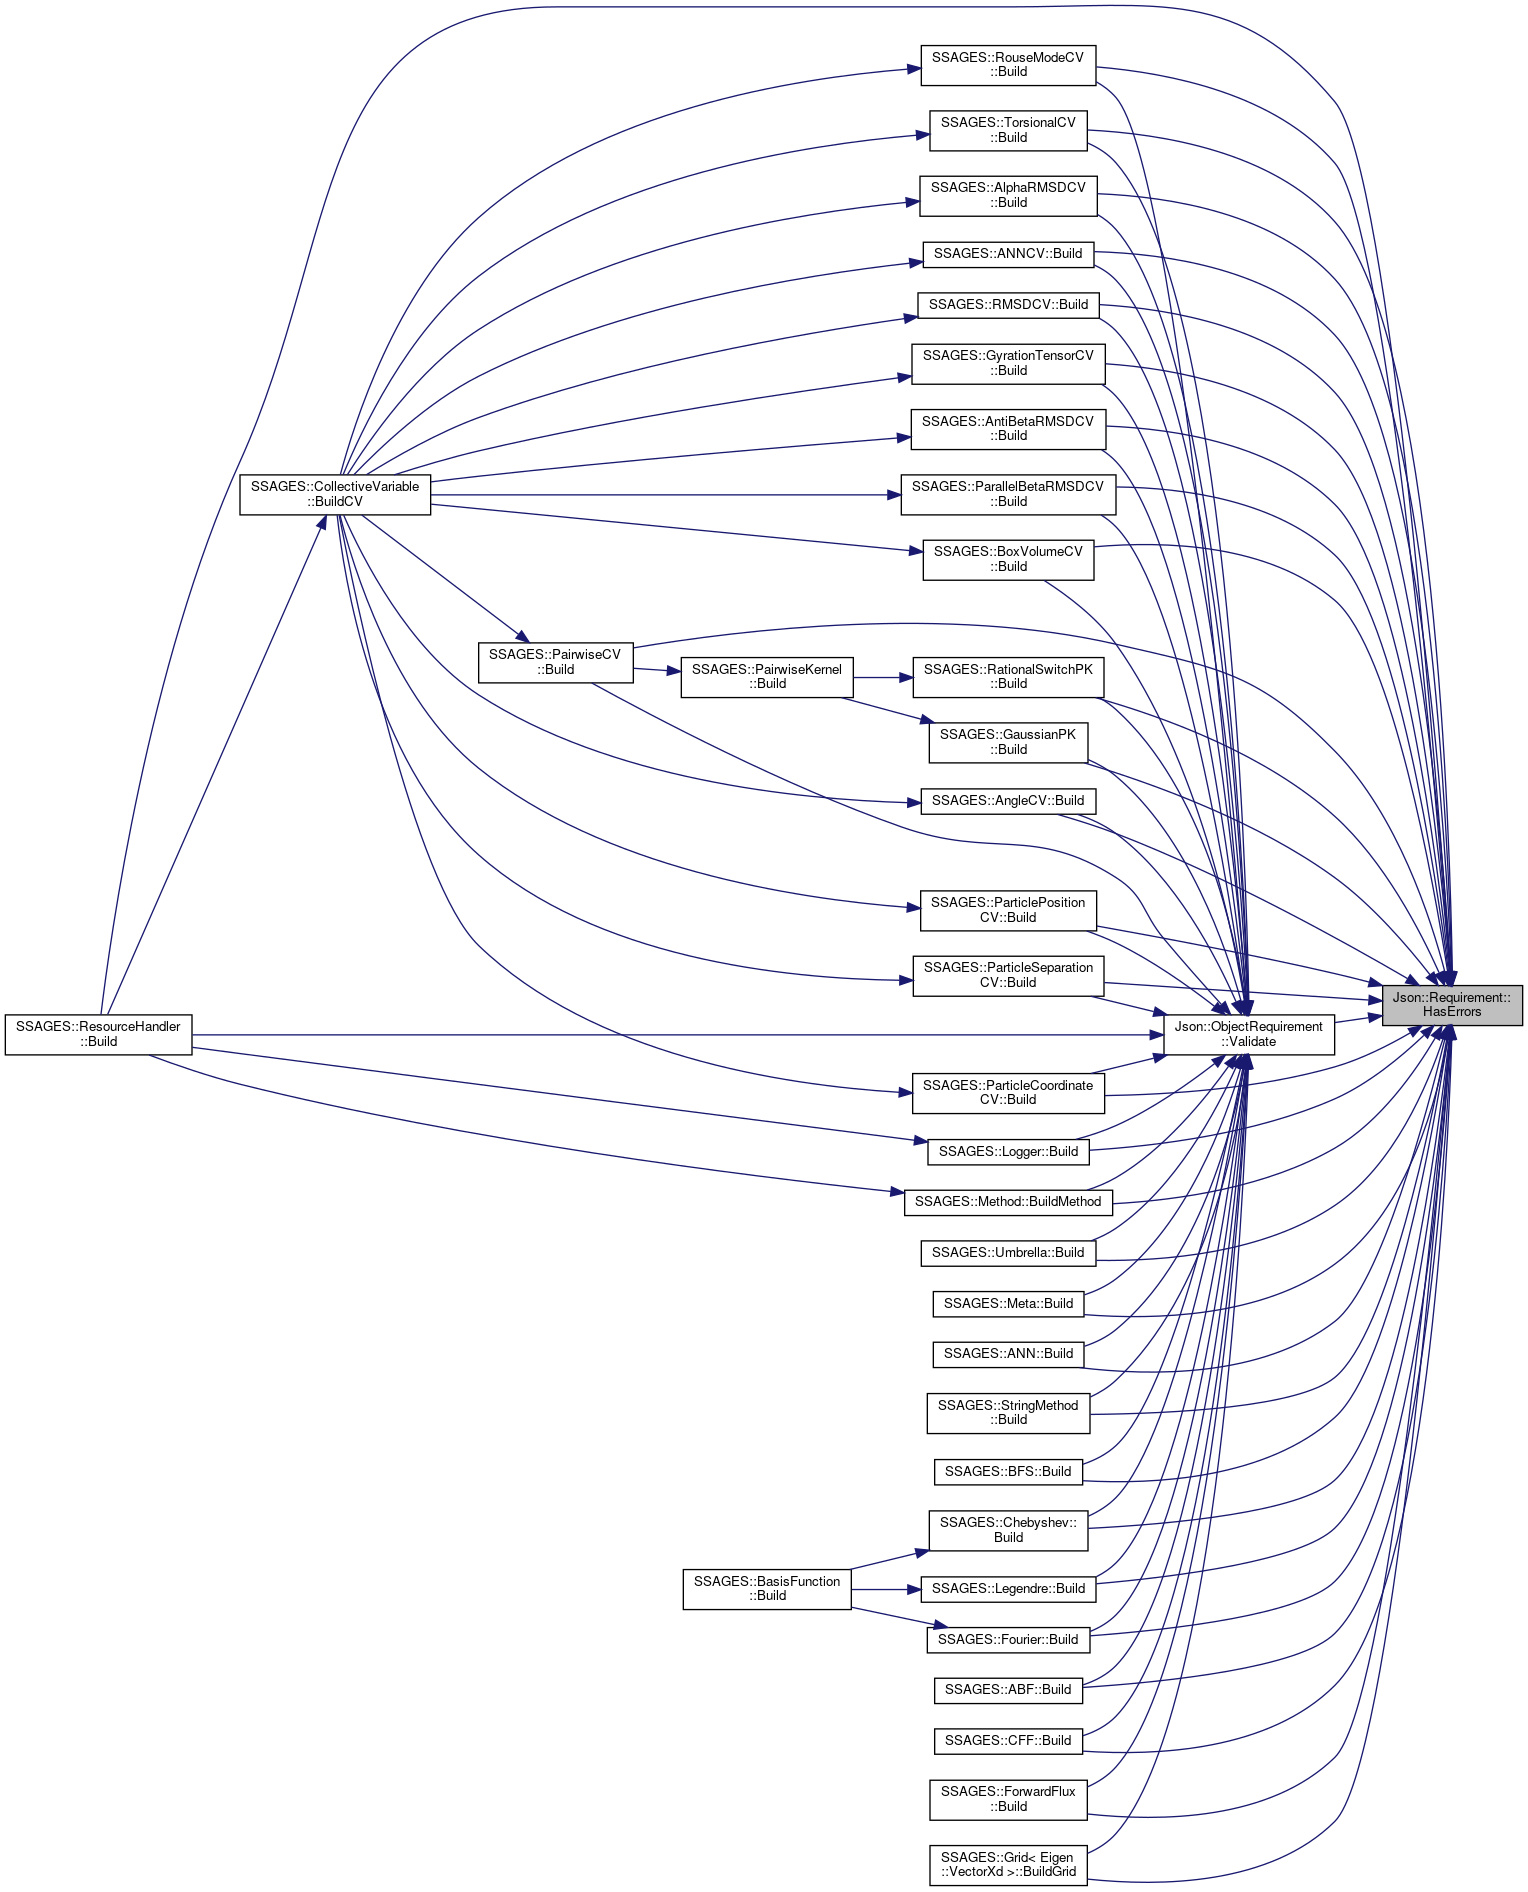 SSAGES::RouseModeCV
::Build
SSAGES::TorsionalCV
::Build
SSAGES::AlphaRMSDCV
::Build
SSAGES::ANNCV::Build
SSAGES::RMSDCV::Build
SSAGES::GyrationTensorCV
::Build
SSAGES::AntiBetaRMSDCV
::Build
SSAGES::CollectiveVariable
::BuildCV
SSAGES::ParallelBetaRMSDCV
::Build
SSAGES::BoxVolumeCV
::Build
SSAGES::PairwiseCV
::Build
SSAGES::PairwiseKernel
::Build
SSAGES::RationalSwitchPK
::Build
SSAGES::GaussianPK
::Build
SSAGES::AngleCV::Build
SSAGES::ParticlePosition
CV::Build
SSAGES::ParticleSeparation
CV::Build
Json::Requirement::
HasErrors
SSAGES::ResourceHandler
::Build
Json::ObjectRequirement
::Validate
SSAGES::ParticleCoordinate
CV::Build
SSAGES::Logger::Build
SSAGES::Method::BuildMethod
SSAGES::Umbrella::Build
SSAGES::Meta::Build
SSAGES::ANN::Build
SSAGES::StringMethod
::Build
SSAGES::BFS::Build
SSAGES::Chebyshev::
Build
SSAGES::BasisFunction
::Build
SSAGES::Legendre::Build
SSAGES::Fourier::Build
SSAGES::ABF::Build
SSAGES::CFF::Build
SSAGES::ForwardFlux
::Build
SSAGES::Grid< Eigen
::VectorXd >::BuildGrid